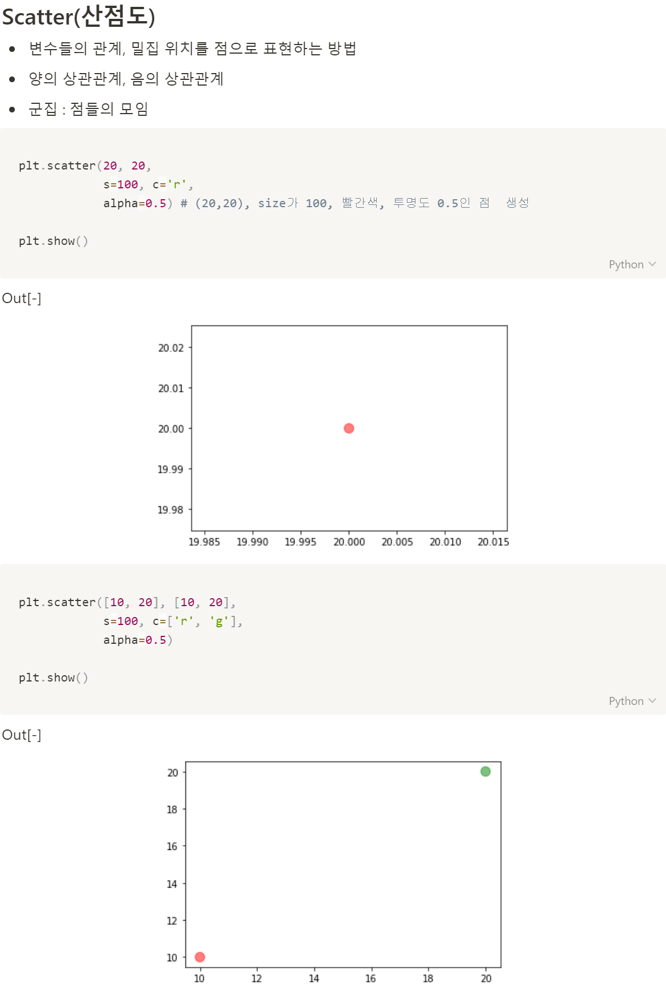 Scatter(산점도)
• 변수들의 관계, 밀집 위치를 점으로 표현하는 방법
• 양의 상관관계, 음의 상관관계
• 군집 : 점들의 모임
plt.scatter(20, 20,
            s=100, c='r',
            alpha=0.5) # (20,20), size가 100, 빨간색, 투명도 0.5인 점  생성
plt.show()
Python
Out[-]
20.02
20.01
20.00
19.99
19.98
19.985 19.990 19.995 20.000 20.005 20.010 20.015
plt.scatter([10, 20], [10, 20],
            s=100, c=['r', 'g'],
            alpha=0.5)
plt.show()
Python
Out[-]
20
18
16
14
12
10
10 12 14 16 18 20